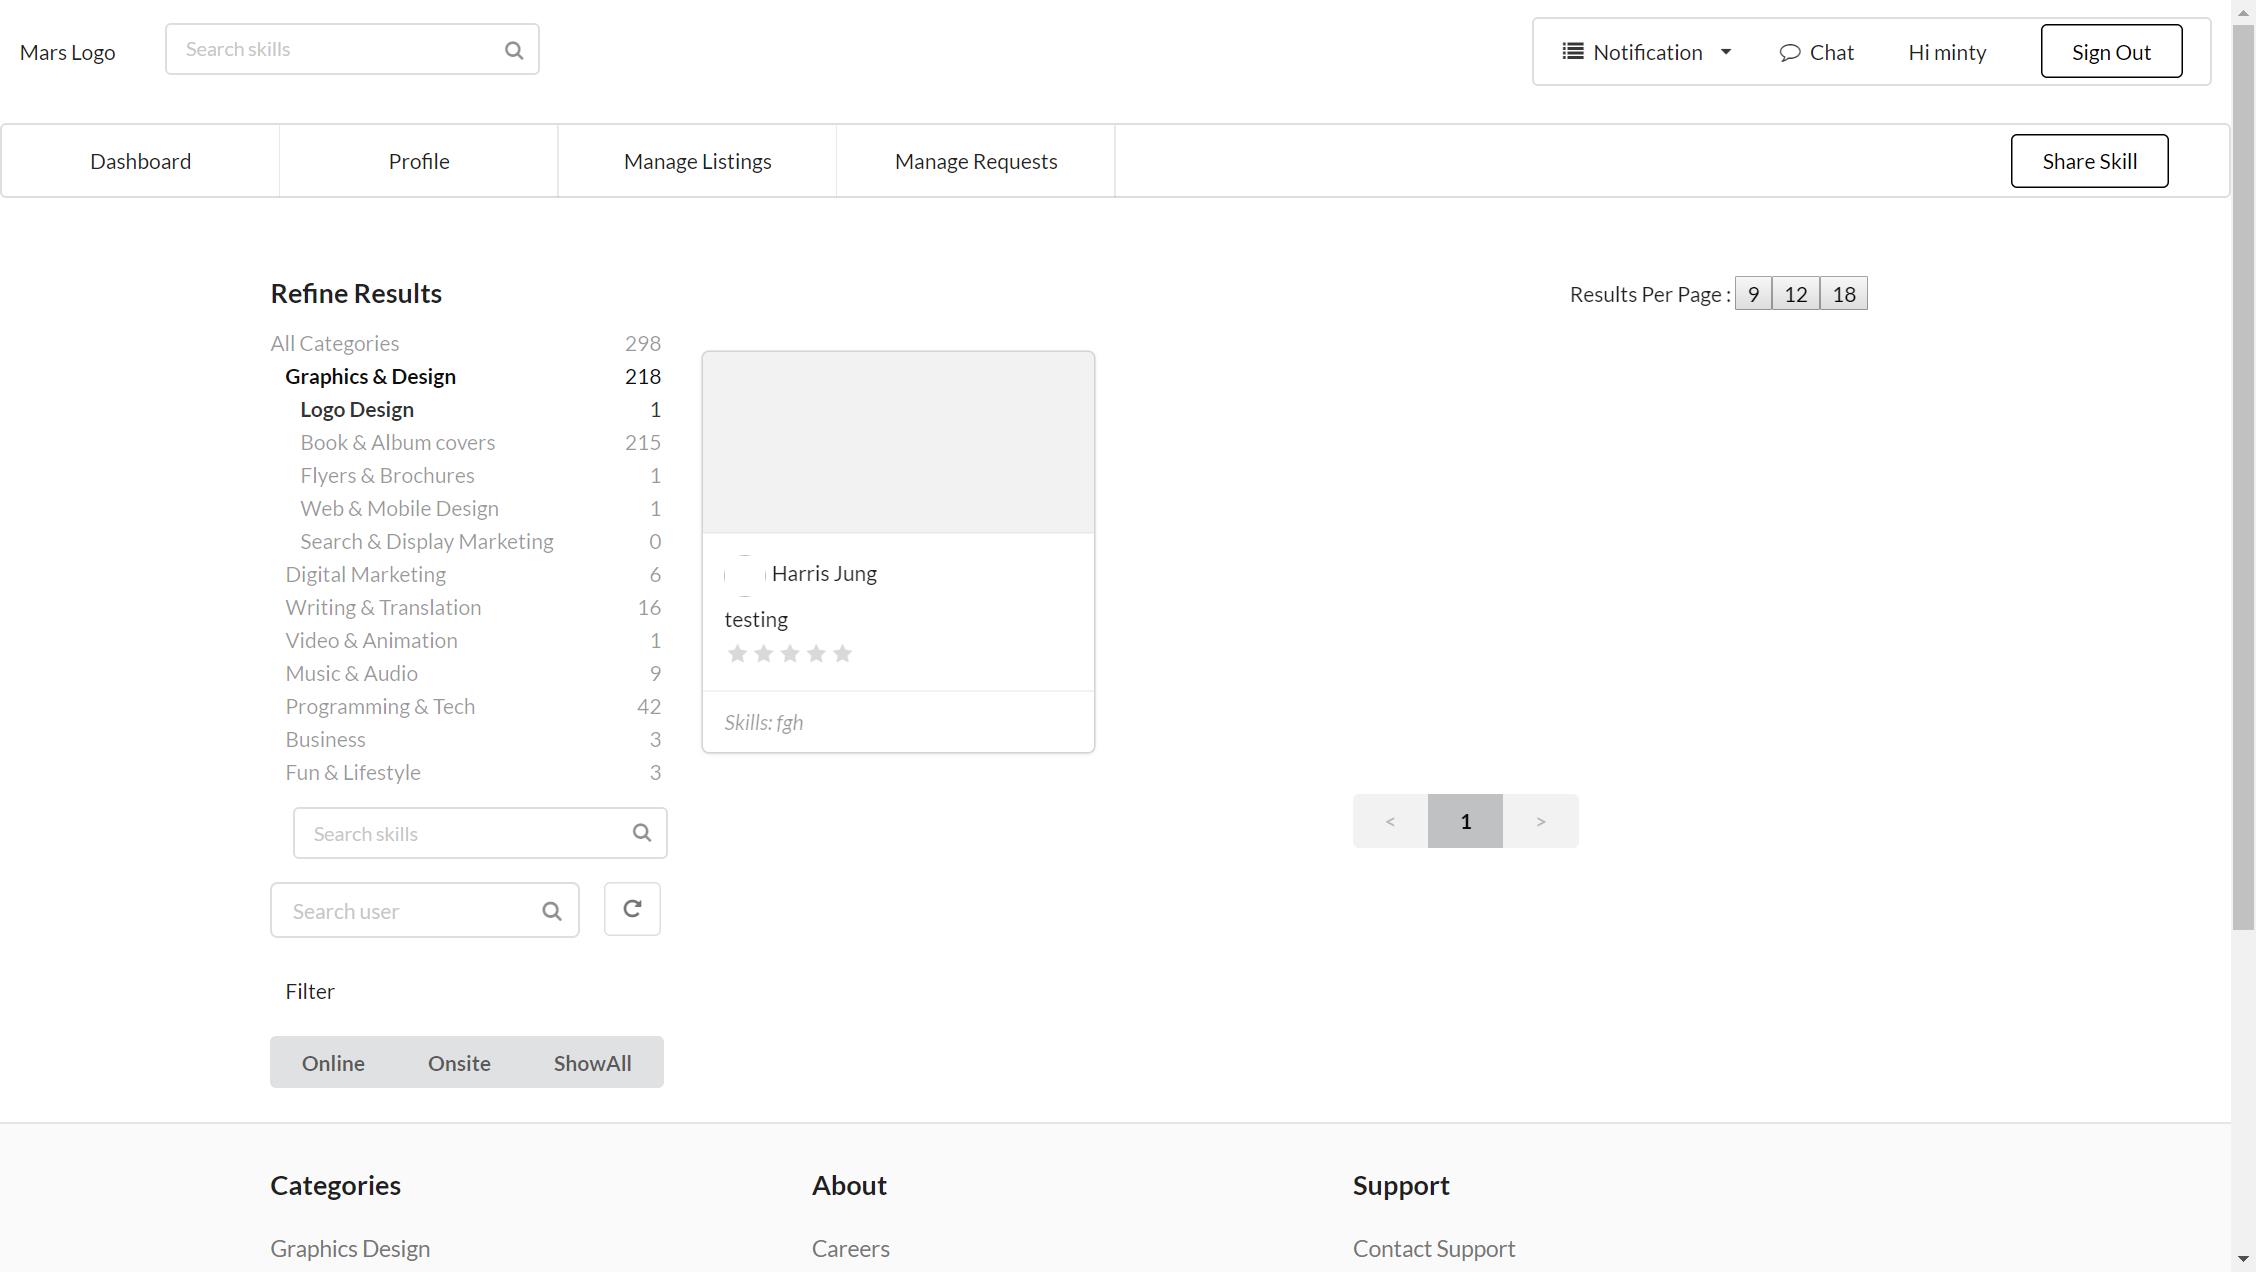 Mars Logo
Search skills
Notification
Chat
Hi minty
Sign Out
Dashboard
Profile
Manage Listings
Manage Requests
Share Skill
Refine Results
Results Per Page : 9 12 18
All Categories 298
Graphics & Design 218
Logo Design 1
Book & Album covers 215
Flyers & Brochures 1
Web & Mobile Design 1
Search & Display Marketing 0
Digital Marketing 6
Writing & Translation 16
Video & Animation 1
Music & Audio 9
Programming & Tech 42
Business 3
Fun & Lifestyle 3
Search skills
Search user
Filter
Online Onsite ShowAll
Harris Jung
testing
Skills: fgh
< 1 >
Categories
Graphics Design
About
Careers
Support
Contact Support